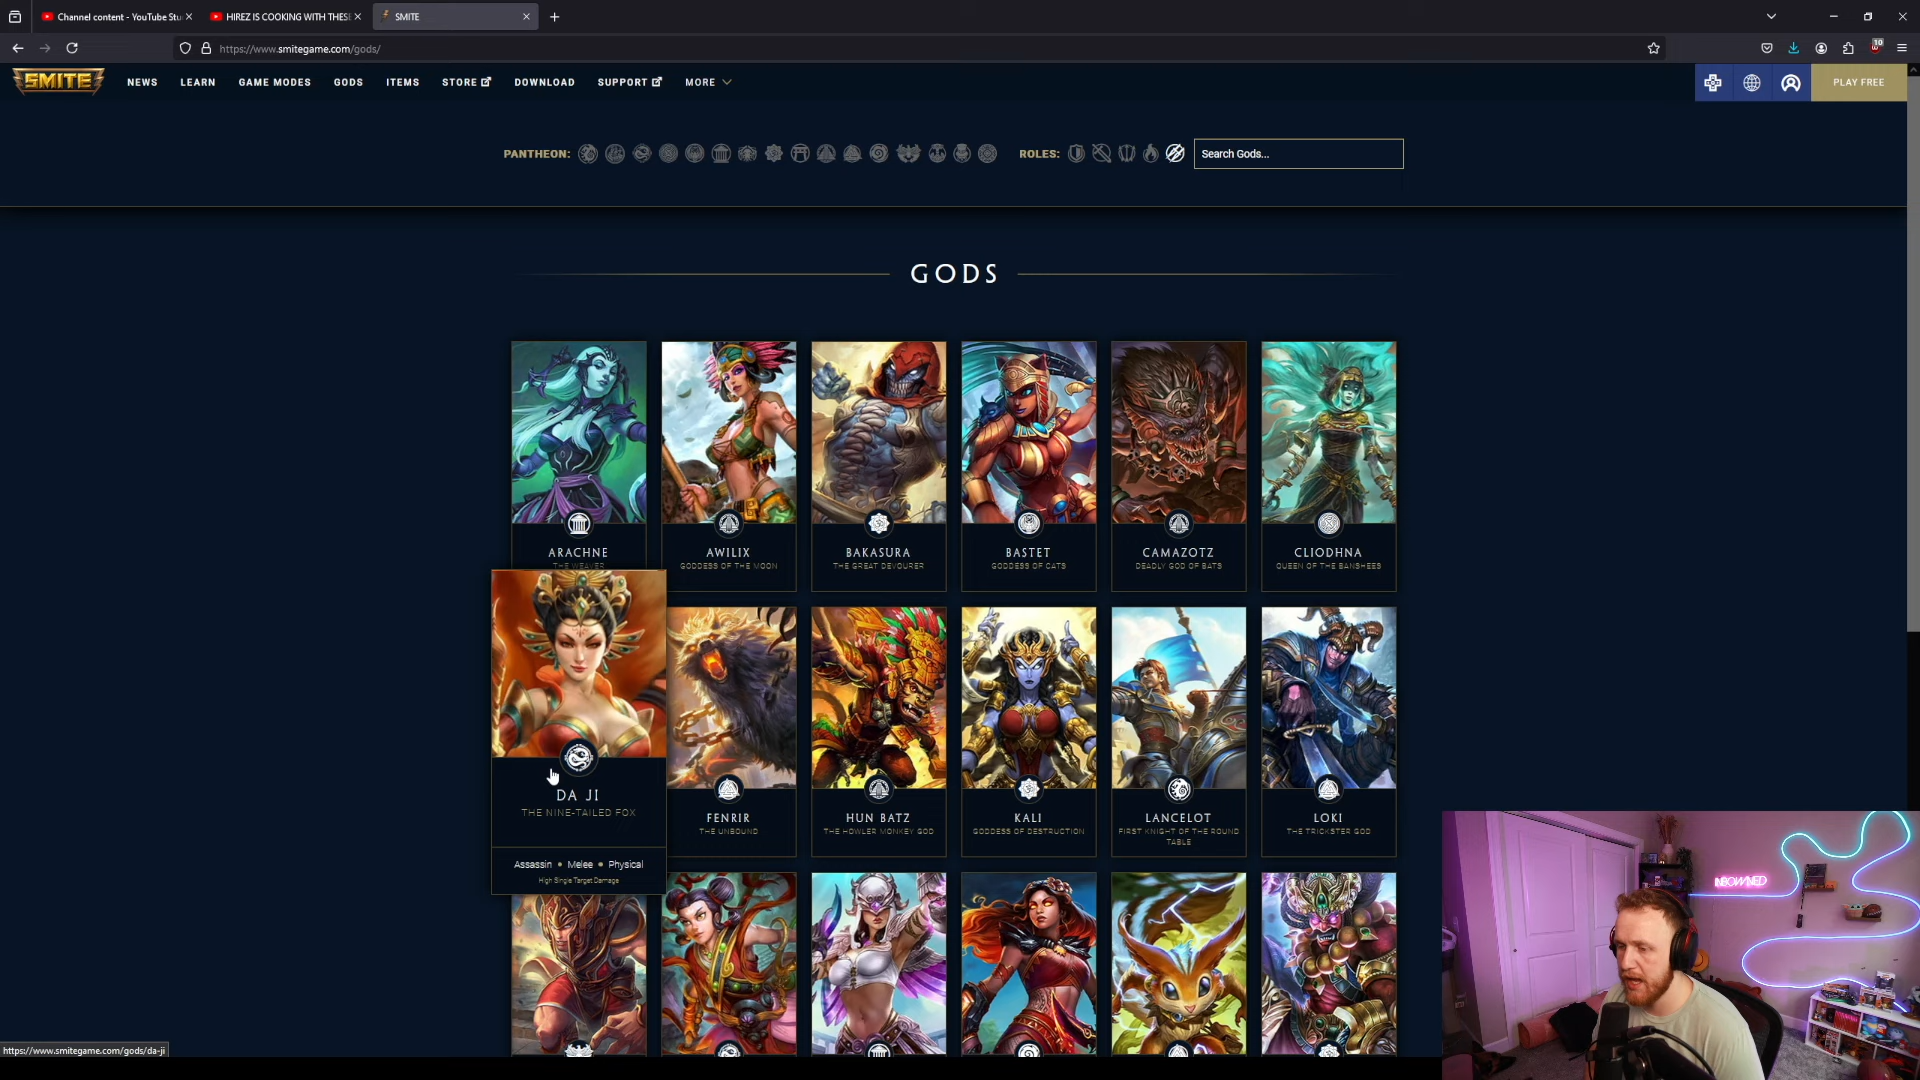 Channel content - YouTube Stu
HIREZ IS COOKING WITH THESE
SMITE
https://www.smitegame.com/gods/
10
SMITE
NEWS
LEARN
GAME MODES
GODS
ITEMS
STORE
DOWNLOAD
SUPPORT
MORE
PLAY FREE
PANTHEON:
ROLES:
Search Gods...
GODS
ARACHNE
THE WEAVER
AWILIX
GODDESS OF THE MOON
BAKASURA
THE GREAT DEVOURER
BASTET
GODDESS OF CATS
CAMAZOTZ
DEADLY GOD OF BATS
CLIODHNA
QUEEN OF THE BANSHEES
DA JI
THE NINE-TAILED FOX
Assassin • Melee • Physical
High Single Target Damage
FENRIR
THE UNBOUND
HUN BATZ
THE HOWLER MONKEY GOD
KALI
GODDESS OF DESTRUCTION
LANCELOT
FIRST KNIGHT OF THE ROUND
TABLE
LOKI
THE TRICKSTER GOD
INBOWNED
https://www.smitegame.com/gods/da-ji